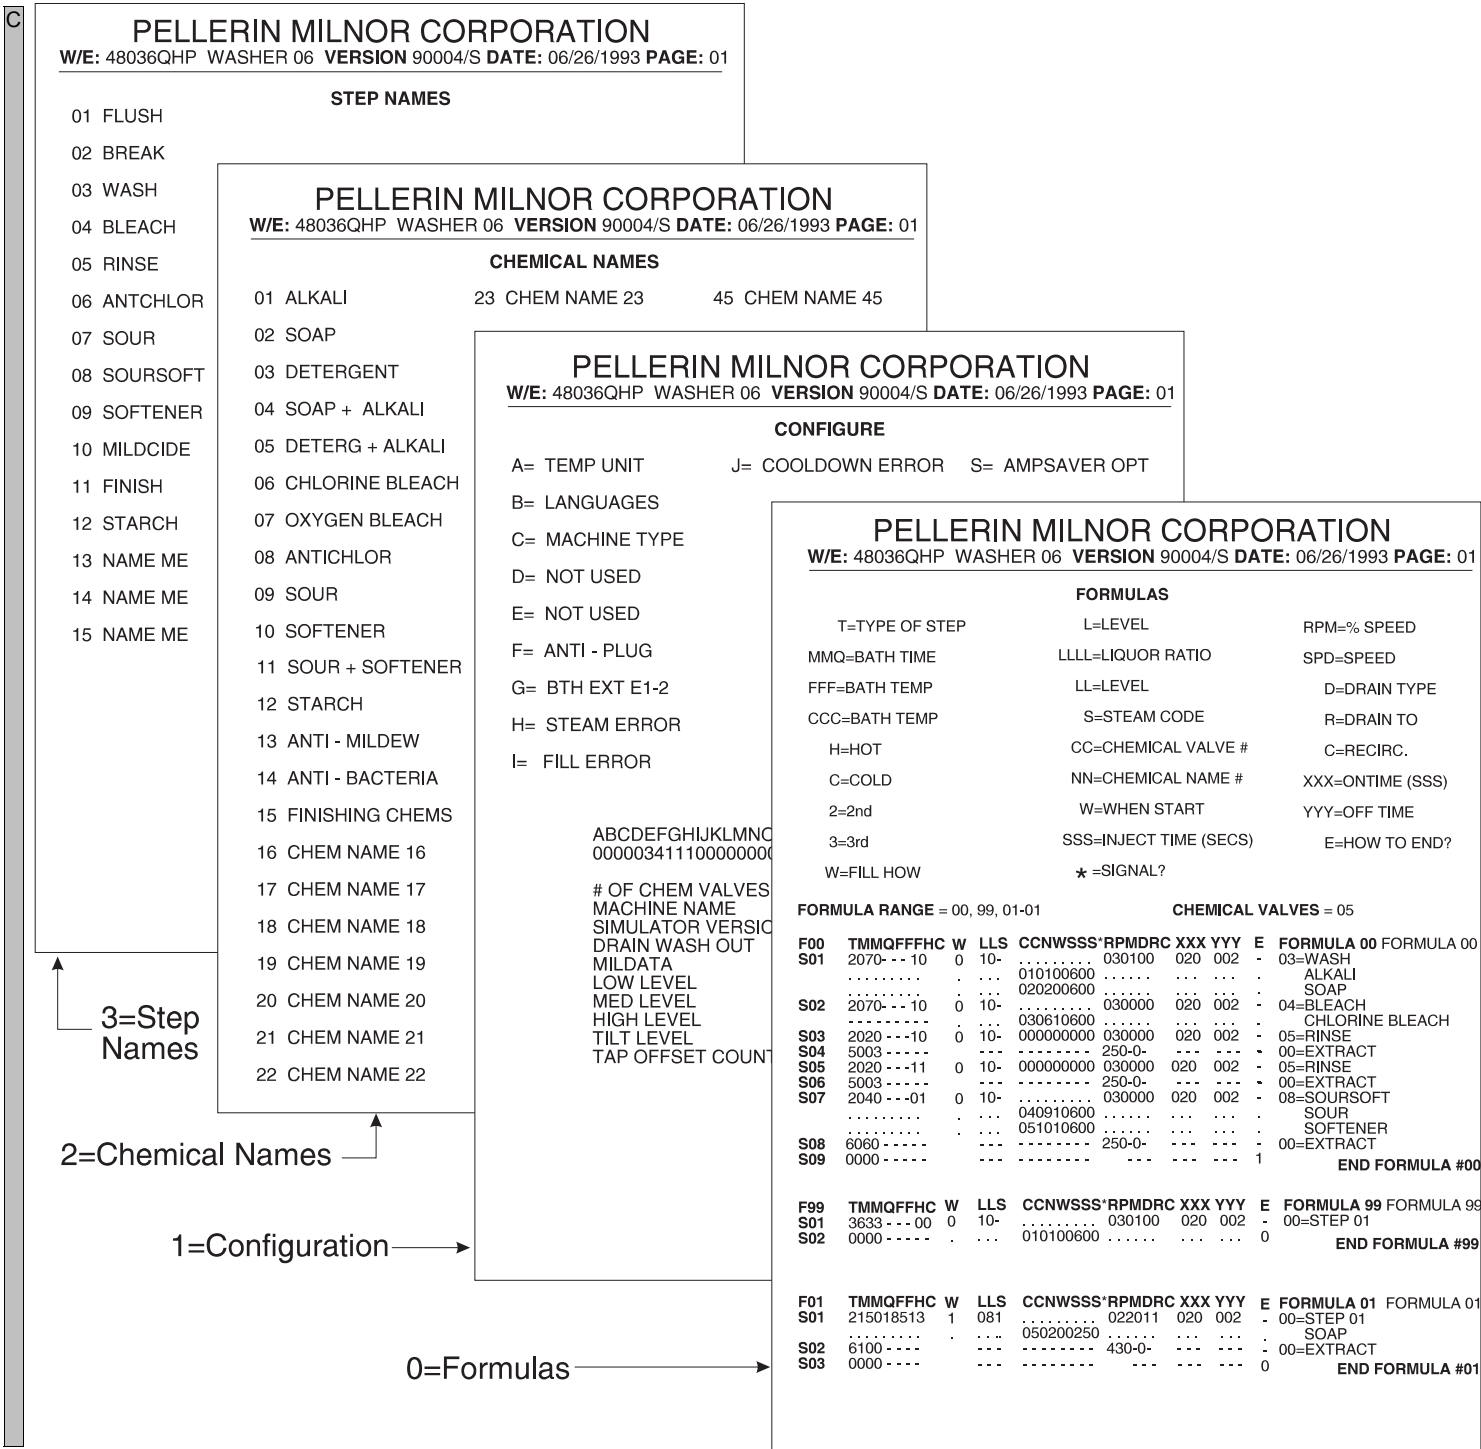 C
PELLERIN MILNOR CORPORATION
W/E: 48036QHP WASHER 06 VERSION 90004/S DATE: 06/26/1993 PAGE: 01
STEP NAMES
01 FLUSH
02 BREAK
03 WASH
04 BLEACH
05 RINSE
06 ANTCHLOR
07 SOUR
08 SOURSOFT
09 SOFTENER
10 MILDCIDE
11 FINISH
12 STARCH
13 NAME ME
14 NAME ME
15 NAME ME
3=Step
Names
PELLERIN MILNOR CORPORATION
W/E: 48036QHP WASHER 06 VERSION 90004/S DATE: 06/26/1993 PAGE: 01
CHEMICAL NAMES
01 ALKALI 23 CHEM NAME 23 45 CHEM NAME 45
02 SOAP
03 DETERGENT
04 SOAP + ALKALI
05 DETERG + ALKALI
06 CHLORINE BLEACH
07 OXYGEN BLEACH
08 ANTICHLOR
09 SOUR
10 SOFTENER
11 SOUR + SOFTENER
12 STARCH
13 ANTI - MILDEW
14 ANTI - BACTERIA
15 FINISHING CHEMS
16 CHEM NAME 16
17 CHEM NAME 17
18 CHEM NAME 18
19 CHEM NAME 19
20 CHEM NAME 20
21 CHEM NAME 21
22 CHEM NAME 22
2=Chemical Names
PELLERIN MILNOR CORPORATION
W/E: 48036QHP WASHER 06 VERSION 90004/S DATE: 06/26/1993 PAGE: 01
CONFIGURE
A= TEMP UNIT J= COOLDOWN ERROR S= AMPSAVER OPT
B= LANGUAGES
C= MACHINE TYPE
D= NOT USED
E= NOT USED
F= ANTI - PLUG
G= BTH EXT E1-2
H= STEAM ERROR
I= FILL ERROR
ABCDEFGHIJKLMNO
0000034111000000000
# OF CHEM VALVES
MACHINE NAME
SIMULATOR VERSIO
DRAIN WASH OUT
MILDATA
LOW LEVEL
MED LEVEL
HIGH LEVEL
TILT LEVEL
TAP OFFSET COUNT
1=Configuration
PELLERIN MILNOR CORPORATION
W/E: 48036QHP WASHER 06 VERSION 90004/S DATE: 06/26/1993 PAGE: 01
FORMULAS
T=TYPE OF STEP L=LEVEL RPM=% SPEED
MMQ=BATH TIME LLLL=LIQUOR RATIO SPD=SPEED
FFF=BATH TEMP LL=LEVEL D=DRAIN TYPE
CCC=BATH TEMP S=STEAM CODE R=DRAIN TO
H=HOT CC=CHEMICAL VALVE # C=RECIRC.
C=COLD NN=CHEMICAL NAME # XXX=ONTIME (SSS)
2=2nd W=WHEN START YYY=OFF TIME
3=3rd SSS=INJECT TIME (SECS) E=HOW TO END?
W=FILL HOW * =SIGNAL?
FORMULA RANGE = 00, 99, 01-01 CHEMICAL VALVES = 05
F00 TMMQFFFHC W LLS CCNWSSS*RPMDRC XXX YYY E FORMULA 00 FORMULA 00
S01 2070- - - 10 0 10- . . . . . . . . . 030100 020 002 - 03=WASH
. . . . . . . . . . . . . 010100600 . . . . . . . . . . . . . ALKALI
. . . . . . . . . . . . . 020200600 . . . . . . . . . . . . . SOAP
S02 2070- - - 10 0 10- . . . . . . . . . 030000 020 002 - 04=BLEACH
- - - - - - - - - . . . . 030610600 . . . . . . . . . . . . . CHLORINE BLEACH
S03 2020 - - -10 0 10- 000000000 030000 020 002 - 05=RINSE
S04 5003- - - - - - - - - - - - - - - - 250-0- - - - - - - - 00=EXTRACT
S05 2020 - - -11 0 10- 000000000 030000 020 002 - 05=RINSE
S06 5003- - - - - - - - - - - - - - - - 250-0- - - - - - - - 00=EXTRACT
S07 2040 - - -01 0 10- . . . . . . . . . 030000 020 002 - 08=SOURSOFT
. . . . . . . . . . . . . 040910600 . . . . . . . . . . . . . SOUR
. . . . . . . . . . . . . 051010600 . . . . . . . . . . . . . SOFTENER
S08 6060 - - - - - - - - - - - - - - - - 250-0- - - - - - - - 00=EXTRACT
S09 0000 - - - - - - - - - - - - - - - - - - - - - - - - - 1 END FORMULA #00
F99 TMMQFFHC W LLS CCNWSSS*RPMDRC XXX YYY E FORMULA 99 FORMULA 99
S01 3633 - - - 00 0 10- . . . . . . . . . 030100 020 002 - 00=STEP 01
S02 0000 - - - - - . . . . 010100600 . . . . . . . . . . . . 0 END FORMULA #99
F01 TMMQFFHC W LLS CCNWSSS*RPMDRC XXX YYY E FORMULA 01 FORMULA 01
S01 215018513 1 081 . . . . . . . . . 022011 020 002 - 00=STEP 01
. . . . . . . . . . . . . 050200250 . . . . . . . . . . . . . SOAP
S02 6100 - - - - - - - - - - - - - - - 430-0- - - - - - - - 00=EXTRACT
S03 0000 - - - - - - - - - - - - - - - - - - - - - - - - 0 END FORMULA #01
0=Formulas